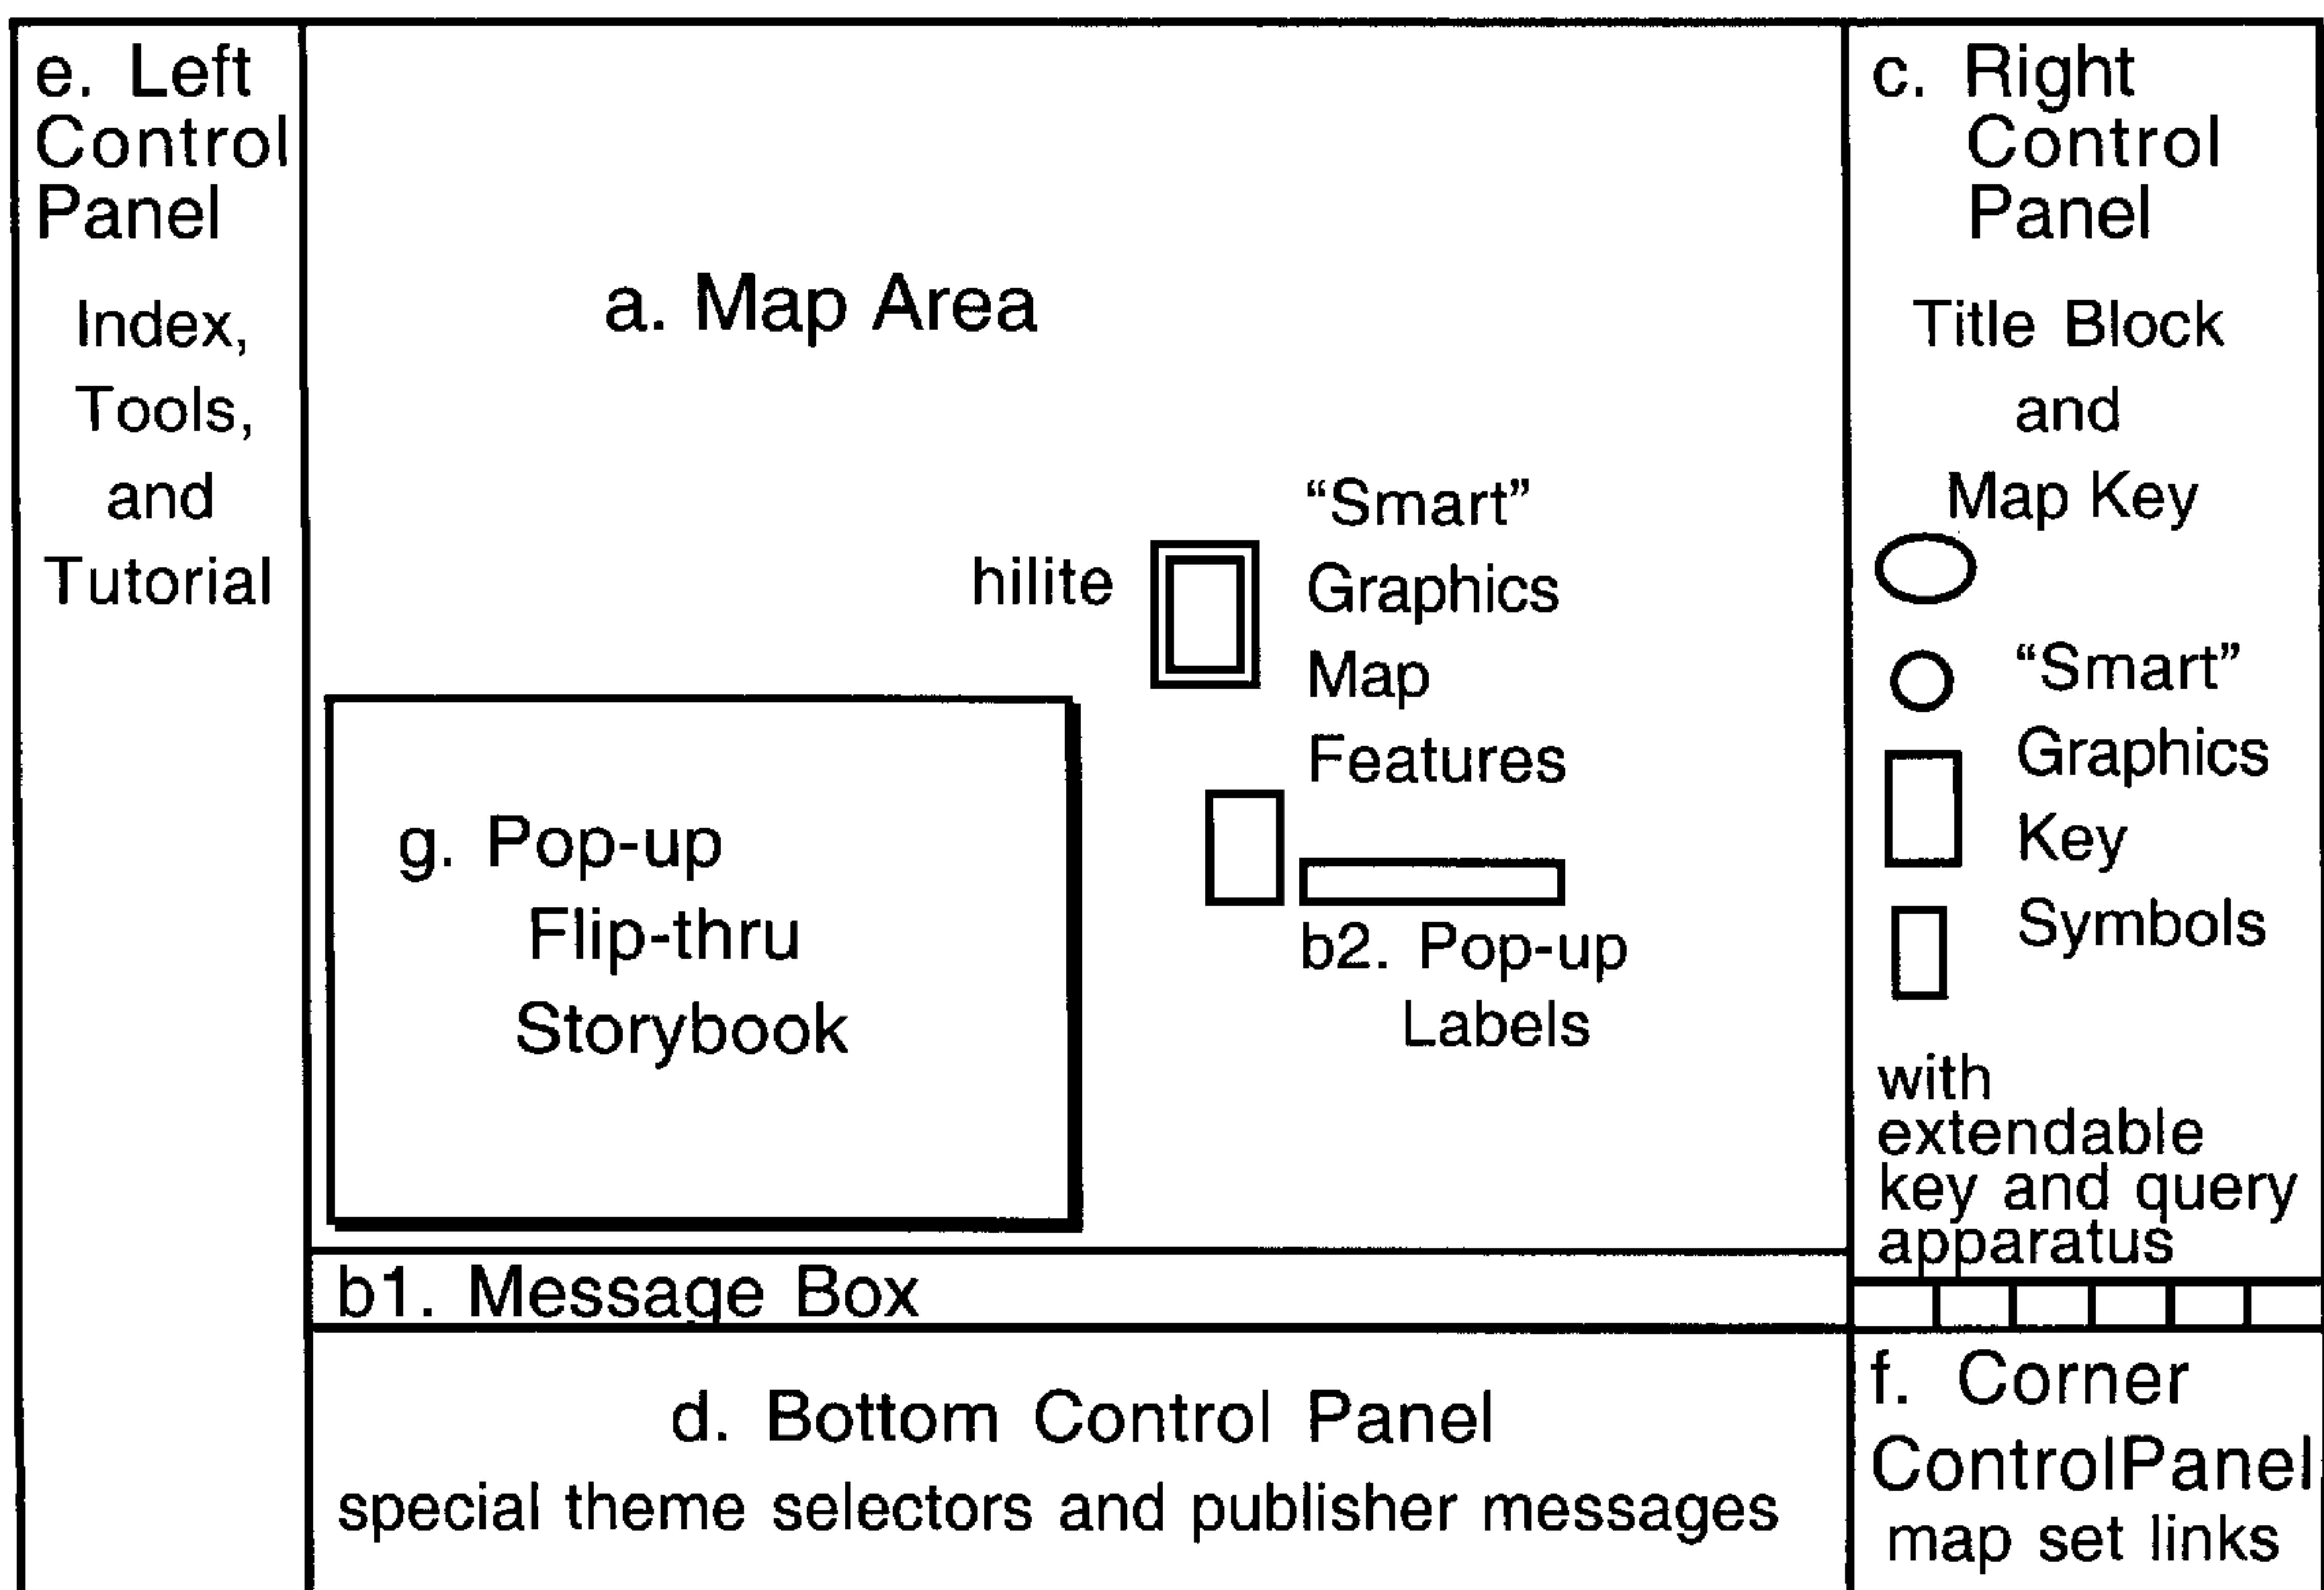 e. Left
Control
Panel
Index,
Tools,
and
Tutorial
a. Map Area
hilite
“Smart”
Graphics
Map
Features
g. Pop-up
Flip-thru
Storybook
b2. Pop-up
Labels
b1. Message Box
d. Bottom Control Panel
special theme selectors and publisher messages
c. Right
Control
Panel
Title Block
and
Map Key
“Smart”
Graphics
Key
Symbols
with
extendable
key and query
apparatus
f. Corner
ControlPanel
map set links